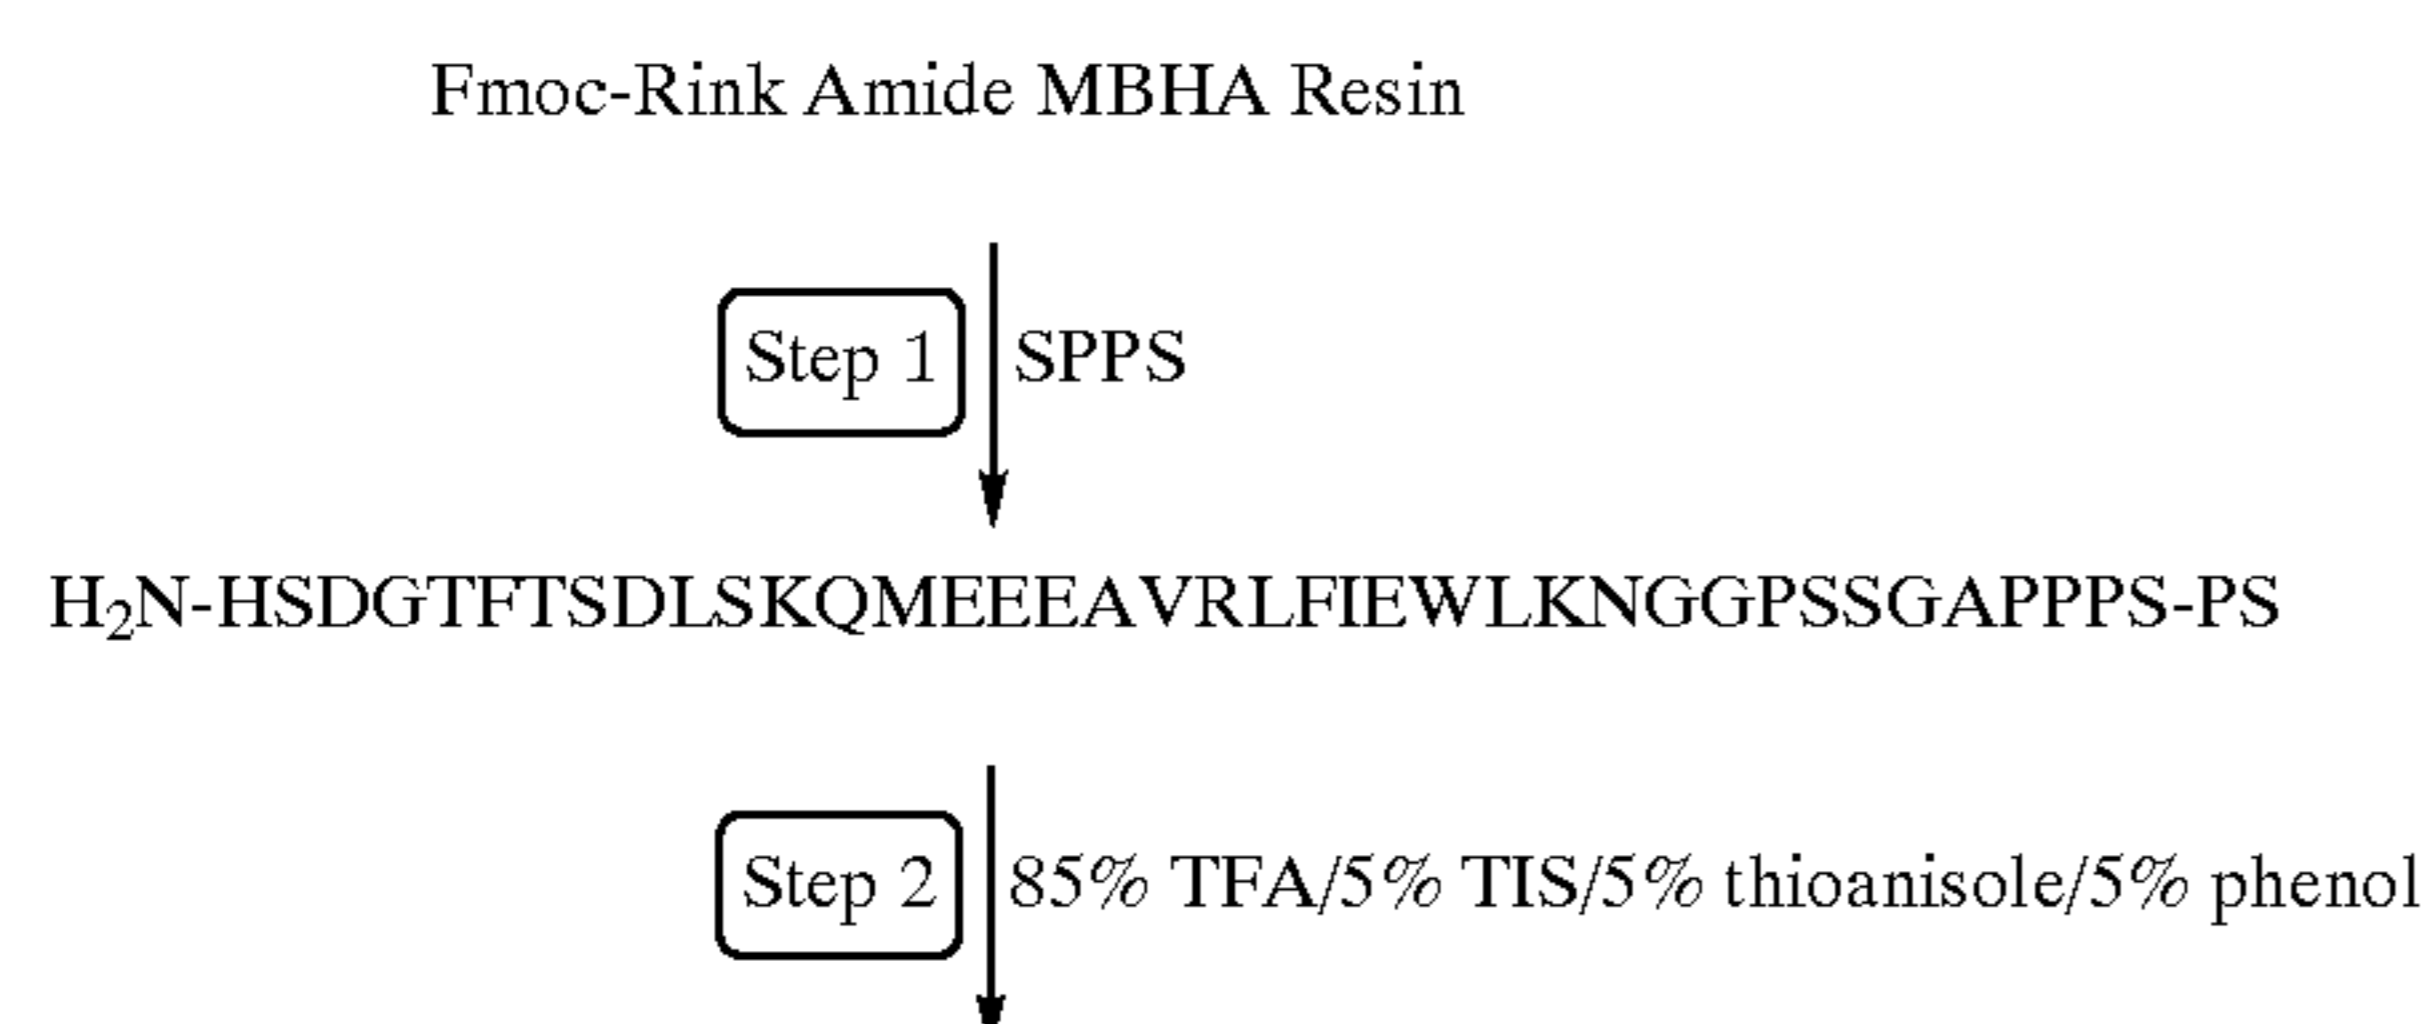 Fmoc-Rink Amide MBHA Resin
Step 1 SPPS
H₂N-HSDGTFTSDLSKQMEEEAVRLFIEWLKNGGPSSGAPPPS-PS
Step 2 85% TFA/5% TIS/5% thioanisole/5% phenol